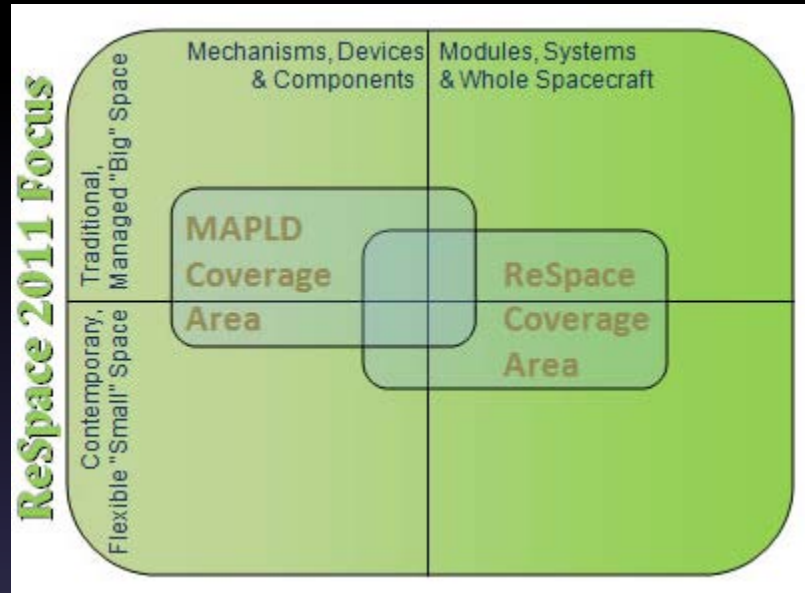 ReSpace 2011 Focus
Mechanisms, Devices
& Components
Modules, Systems
& Whole Spacecraft
Traditional,
Managed "Big" Space
Contemporary,
Flexible "Small" Space
MAPLD
Coverage
Area
ReSpace
Coverage
Area